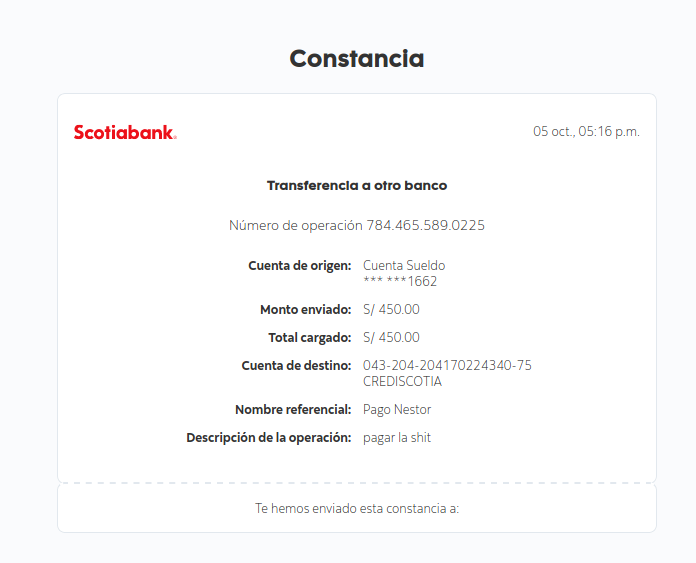 Constancia
Scotiabank
05 oct., 05:16 p.m.
Transferencia a otro banco
Número de operación 784.465.589.0225
Cuenta de origen: Cuenta Sueldo
*** ***1662
Monto enviado: S/ 450.00
Total cargado: S/ 450.00
Cuenta de destino: 043-204-204170224340-75
CREDISCOTIA
Nombre referencial: Pago Nestor
Descripción de la operación: pagar la shit
Te hemos enviado esta constancia a: